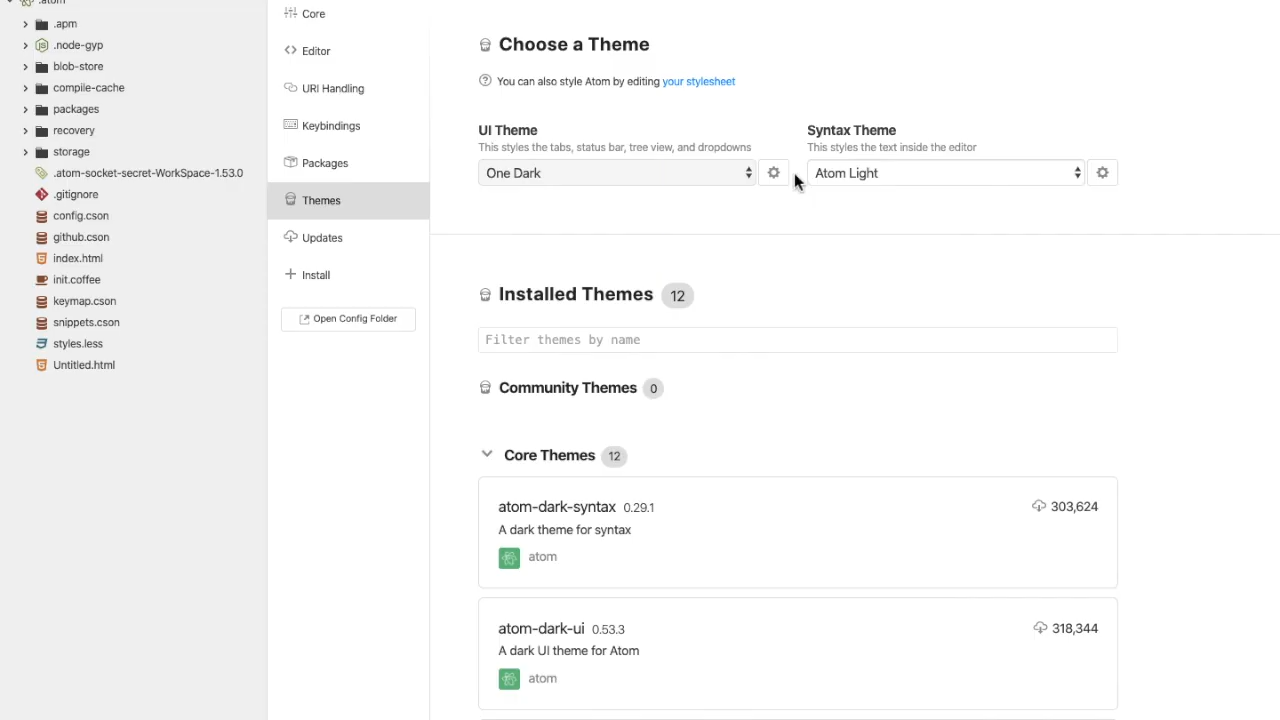 .atom
.apm
.node-gyp
blob-store
compile-cache
packages
recovery
storage
.atom-socket-secret-WorkSpace-1.53.0
.gitignore
config.cson
github.cson
index.html
init.coffee
keymap.cson
snippets.cson
styles.less
Untitled.html
Core
Editor
URI Handling
Keybindings
Packages
Themes
Updates
Install
Open Config Folder
Choose a Theme
You can also style Atom by editing your stylesheet
UI Theme
This styles the tabs, status bar, tree view, and dropdowns
One Dark
Syntax Theme
This styles the text inside the editor
Atom Light
Installed Themes 12
Filter themes by name
Community Themes 0
Core Themes 12
atom-dark-syntax 0.29.1 303,624
A dark theme for syntax
atom
atom-dark-ui 0.53.3 318,344
A dark UI theme for Atom
atom